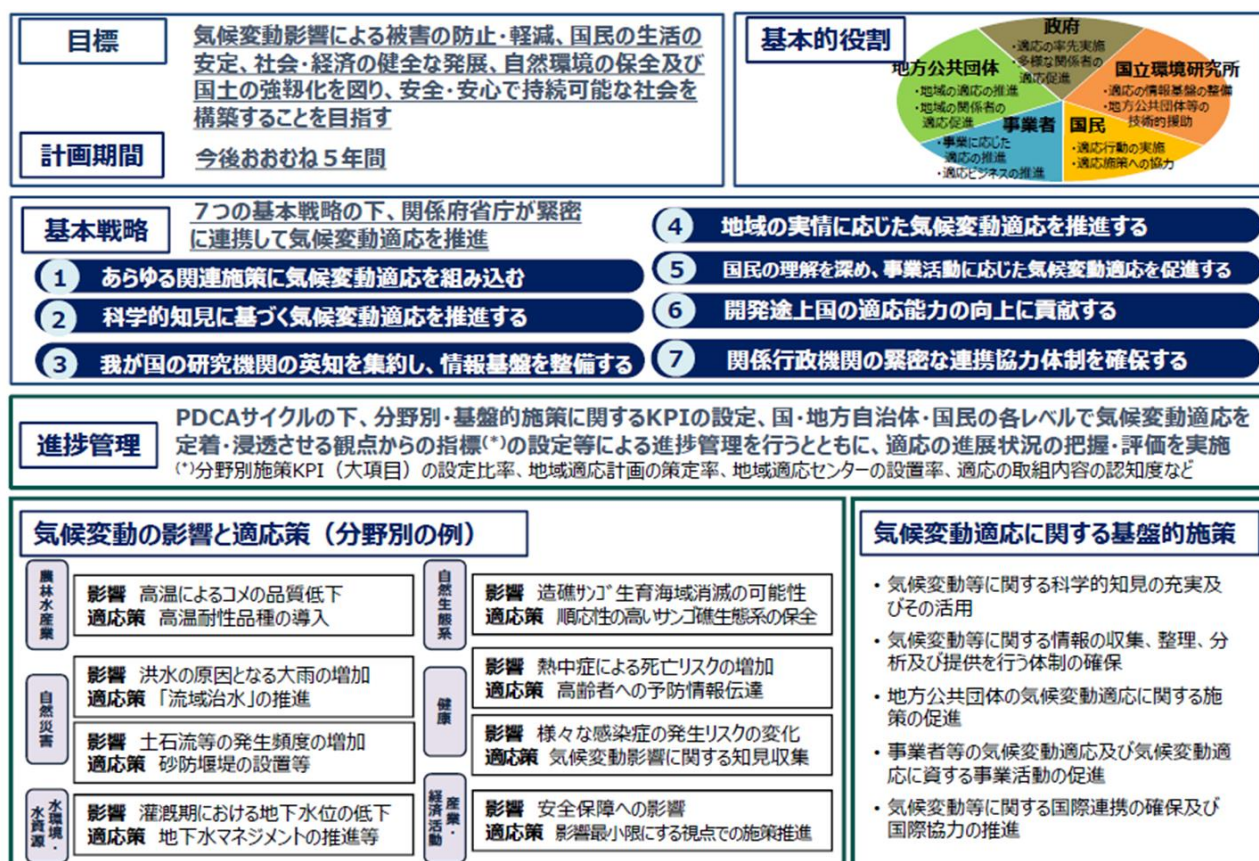 目標
気候変動影響による被害の防止・軽減、国民の生活の
安定、社会・経済の健全な発展、自然環境の保全及び
国土の強靱化を図り、安全・安心で持続可能な社会を
構築することを目指す
計画期間
今後おおむね５年間
基本的役割
政府
・適応の率先実施
・多様な関係者の
適応促進
地方公共団体
・地域の適応の推進
・地域の関係者の
適応促進
国立環境研究所
・適応の情報基盤の整備
・地方公共団体等の
技術的援助
事業者
・事業に応じた
適応の推進
・適応ビジネスの推進
国民
・適応行動の実施
・適応施策への協力
基本戦略
７つの基本戦略の下、関係府省庁が緊密
に連携して気候変動適応を推進
1 あらゆる関連施策に気候変動適応を組み込む
2 科学的知見に基づく気候変動適応を推進する
3 我が国の研究機関の英知を集約し、情報基盤を整備する
4 地域の実情に応じた気候変動適応を推進する
5 国民の理解を深め、事業活動に応じた気候変動適応を促進する
6 開発途上国の適応能力の向上に貢献する
7 関係行政機関の緊密な連携協力体制を確保する
進捗管理
PDCAサイクルの下、分野別・基盤的施策に関するKPIの設定、国・地方自治体・国民の各レベルで気候変動適応を
定着・浸透させる観点からの指標(*)の設定等による進捗管理を行うとともに、適応の進展状況の把握・評価を実施
(*)分野別施策KPI（大項目）の設定比率、地域適応計画の策定率、地域適応センターの設置率、適応の取組内容の認知度など
気候変動の影響と適応策（分野別の例）
農林水産業
影響 高温によるコメの品質低下
適応策 高温耐性品種の導入
自然災害
影響 洪水の原因となる大雨の増加
適応策 「流域治水」の推進
影響 土石流等の発生頻度の増加
適応策 砂防堰堤の設置等
水環境・
水資源
影響 灌漑期における地下水位の低下
適応策 地下水マネジメントの推進等
自然生態系
影響 造礁サンゴ生育海域消滅の可能性
適応策 順応性の高いサンゴ礁生態系の保全
健康
影響 熱中症による死亡リスクの増加
適応策 高齢者への予防情報伝達
影響 様々な感染症の発生リスクの変化
適応策 気候変動影響に関する知見収集
産業・
経済活動
影響 安全保障への影響
適応策 影響最小限にする視点での施策推進
気候変動適応に関する基盤的施策
・気候変動等に関する科学的知見の充実及
びその活用
・気候変動等に関する情報の収集、整理、分
析及び提供を行う体制の確保
・地方公共団体の気候変動適応に関する施
策の促進
・事業者等の気候変動適応及び気候変動適
応に資する事業活動の促進
・気候変動等に関する国際連携の確保及び
国際協力の推進